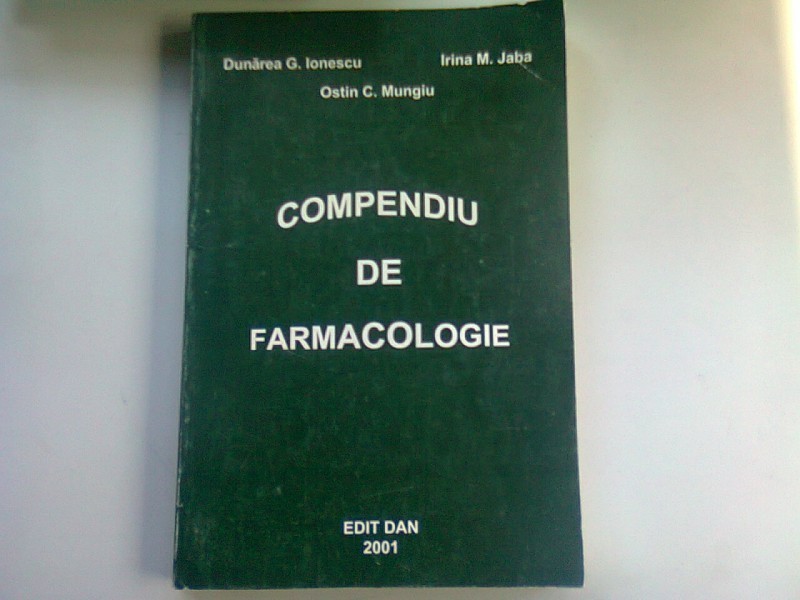 Dunărea G. Ionescu Irina M. Jaba
Ostin C. Mungiu
COMPENDIU
DE
FARMACOLOGIE
EDIT DAN
2001